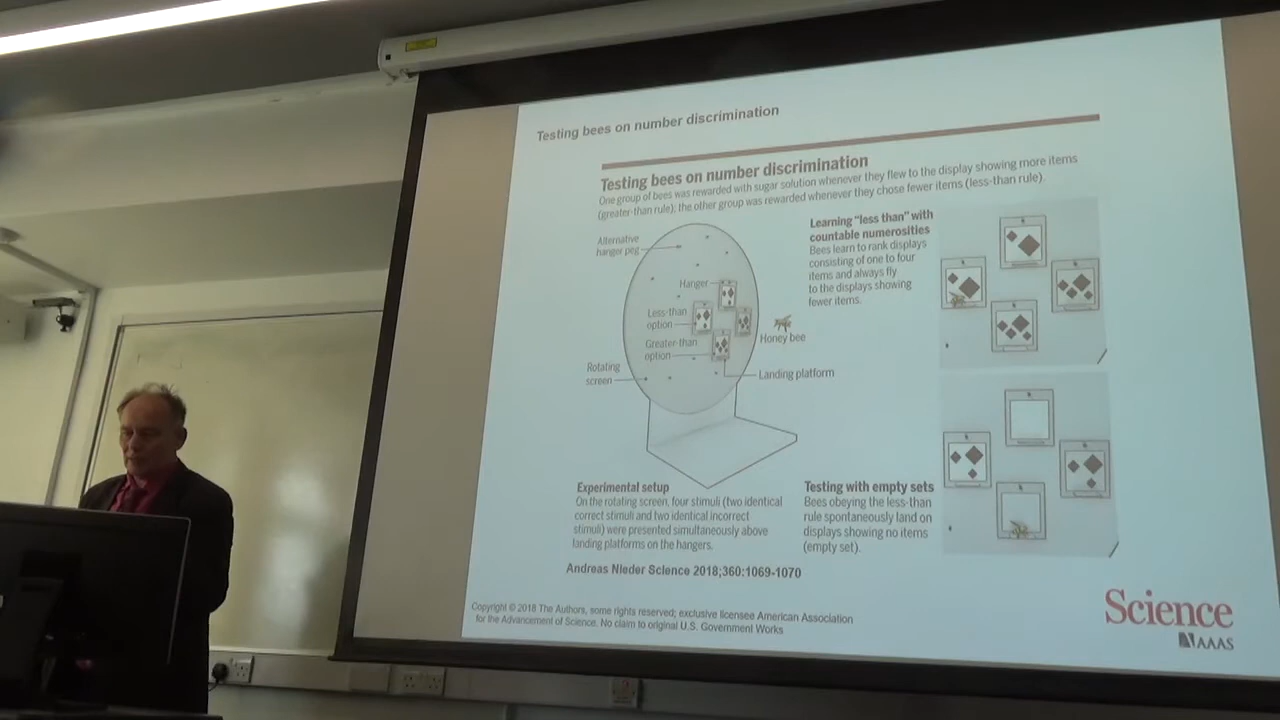 Testing bees on number discrimination
Testing bees on number discrimination
One group of bees was rewarded with sugar solution whenever they flew to the display showing more items
(greater-than rule); the other group was rewarded whenever they chose fewer items (less-than rule).
Alternative
hanger peg
Hanger
Less-than
option
Greater-than
option
Rotating
screen
Honey bee
Landing platform
Learning "less than" with
countable numerosities
Bees learn to rank displays
consisting of one to four
items and always fly
to the displays showing
fewer items.
Experimental setup
On the rotating screen, four stimuli (two identical
correct stimuli and two identical incorrect
stimuli) were presented simultaneously above
landing platforms on the hangers.
Testing with empty sets
Bees obeying the less-than
rule spontaneously land on
displays showing no items
(empty set).
Andreas Nieder Science 2018;360:1069-1070
Copyright © 2018 The Authors, some rights reserved; exclusive licensee American Association
for the Advancement of Science. No claim to original U.S. Government Works
Science
AAAS